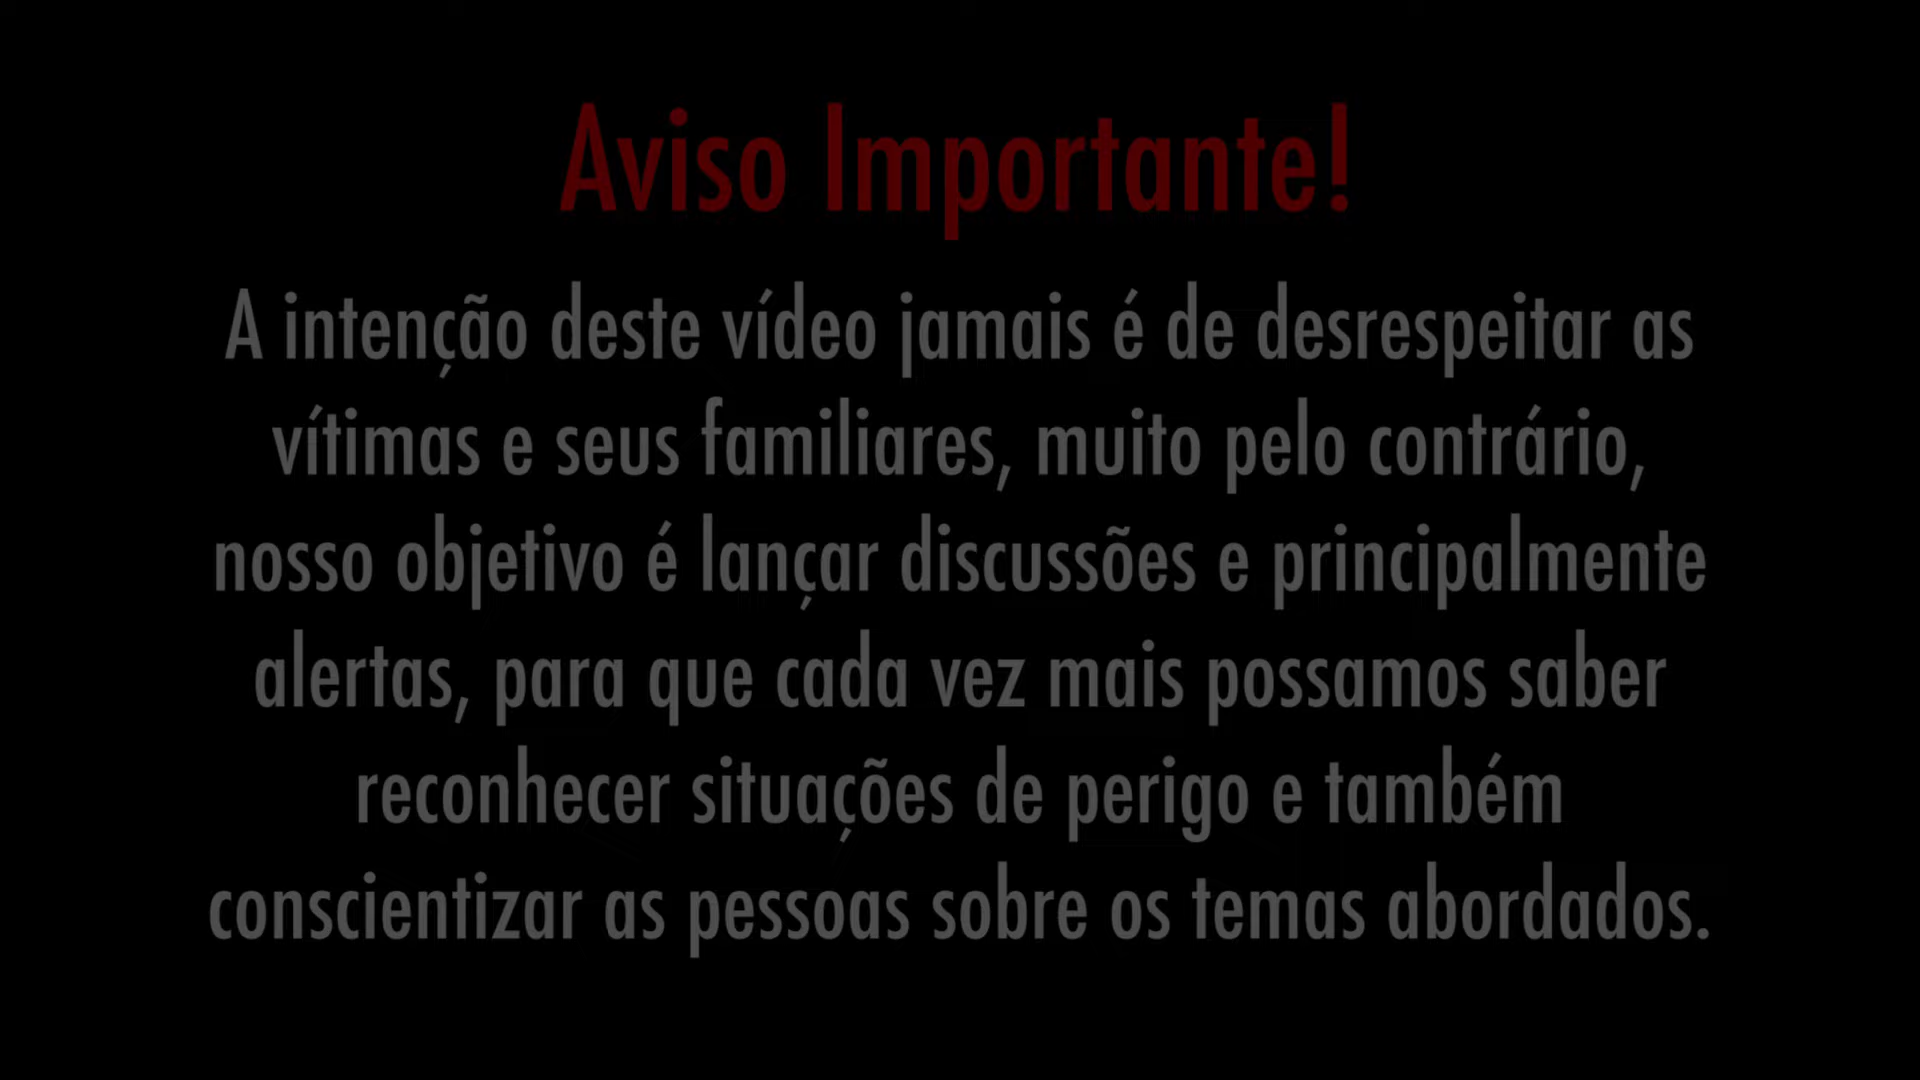 Aviso Importante!
A intenção deste vídeo jamais é de desrespeitar as
vítimas e seus familiares, muito pelo contrário,
nosso objetivo é lançar discussões e principalmente
alertas, para que cada vez mais possamos saber
reconhecer situações de perigo e também
conscientizar as pessoas sobre os temas abordados.